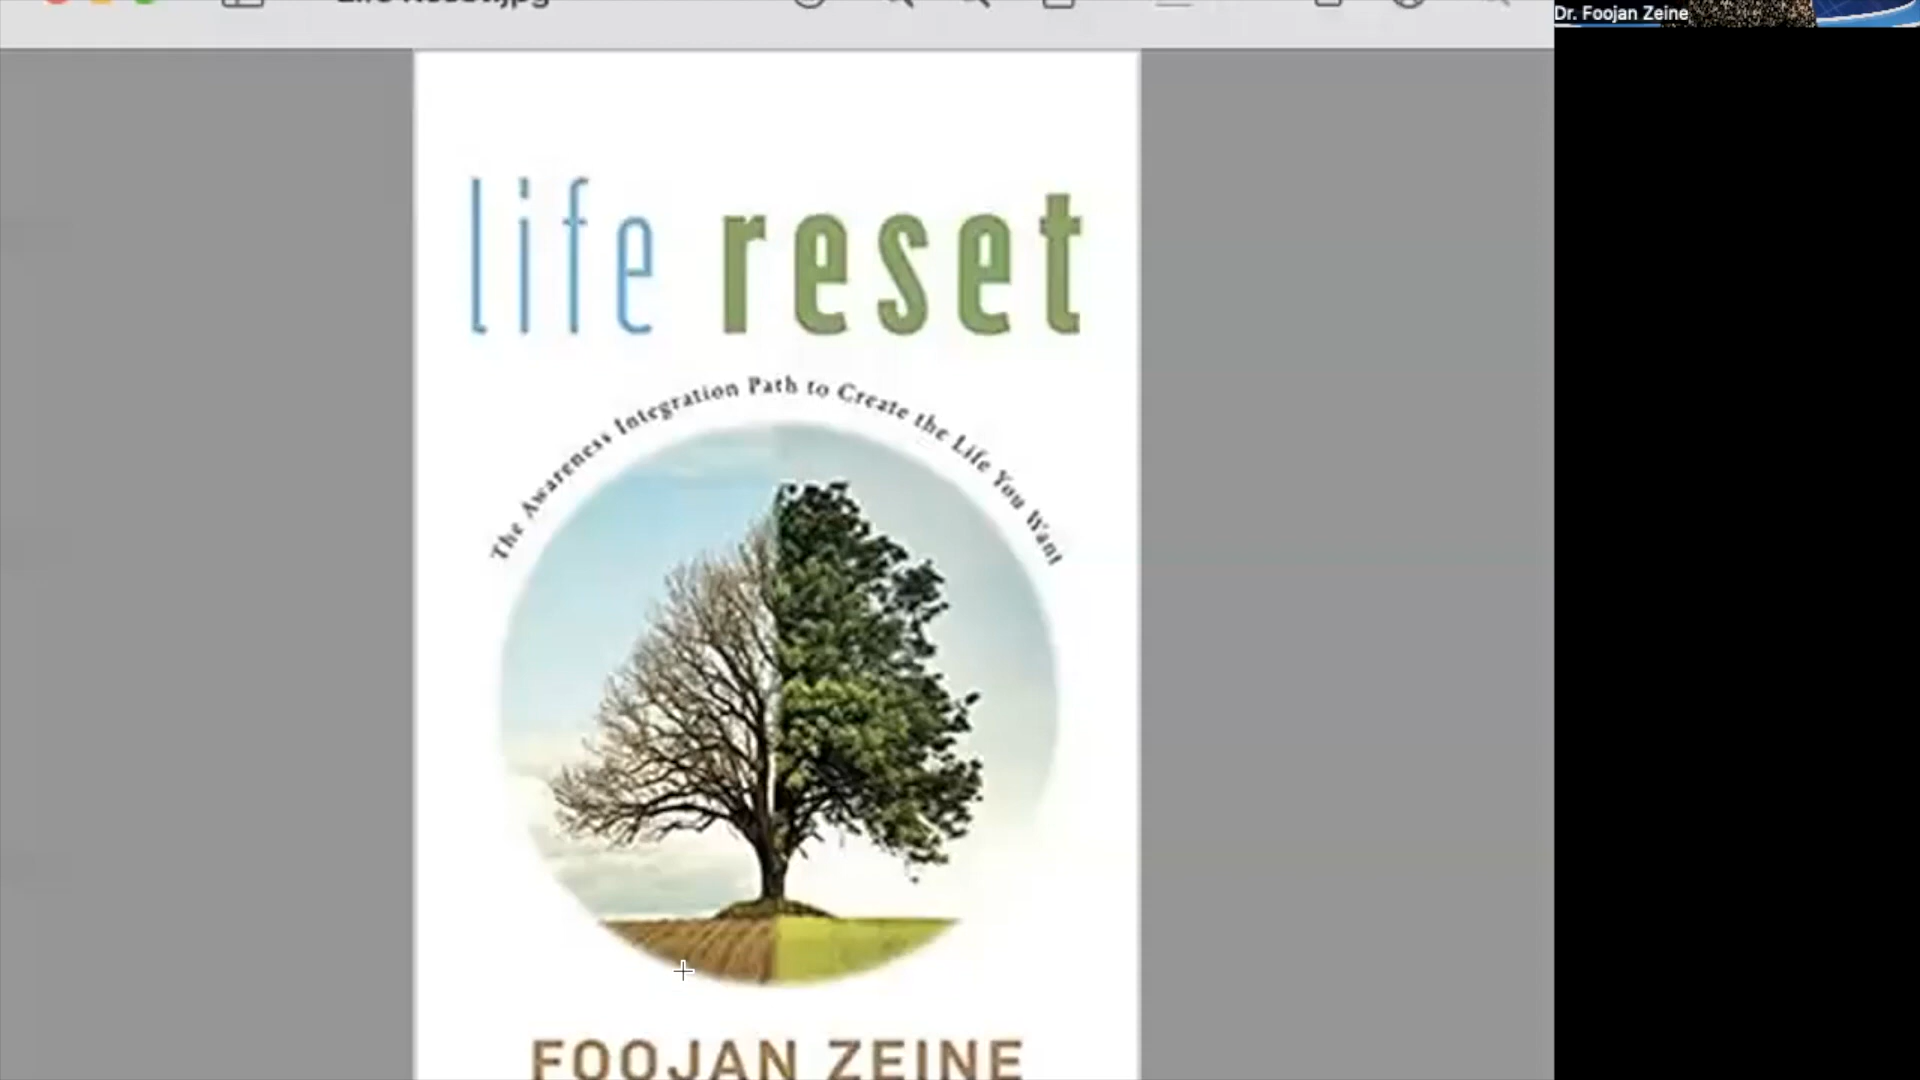 Dr. Foojan Zeine
life reset
The Awareness Integration Path to Create the Life You Want
FOOJAN ZEINE